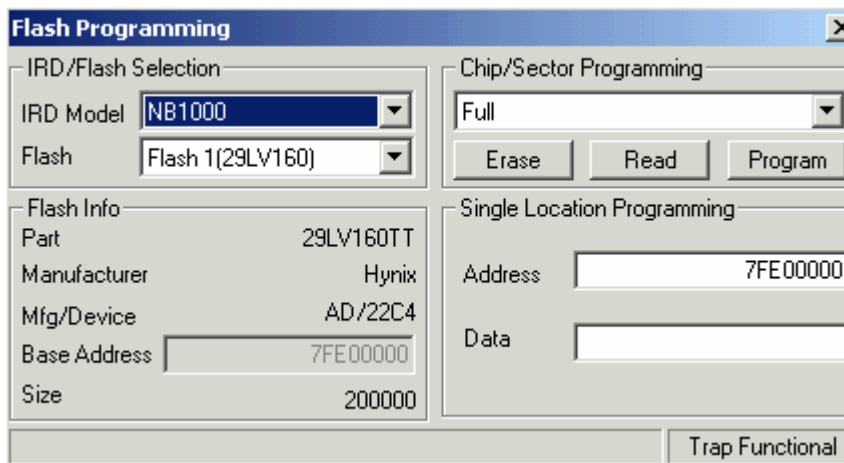 Flash Programming
IRD/Flash Selection
IRD Model NB1000
Flash Flash 1(29LV160)
Chip/Sector Programming
Full
Erase Read Program
Flash Info
Part 29LV160TT
Manufacturer Hynix
Mfg/Device AD/22C4
Base Address 7FE00000
Size 200000
Single Location Programming
Address 7FE00000
Data
Trap Functional